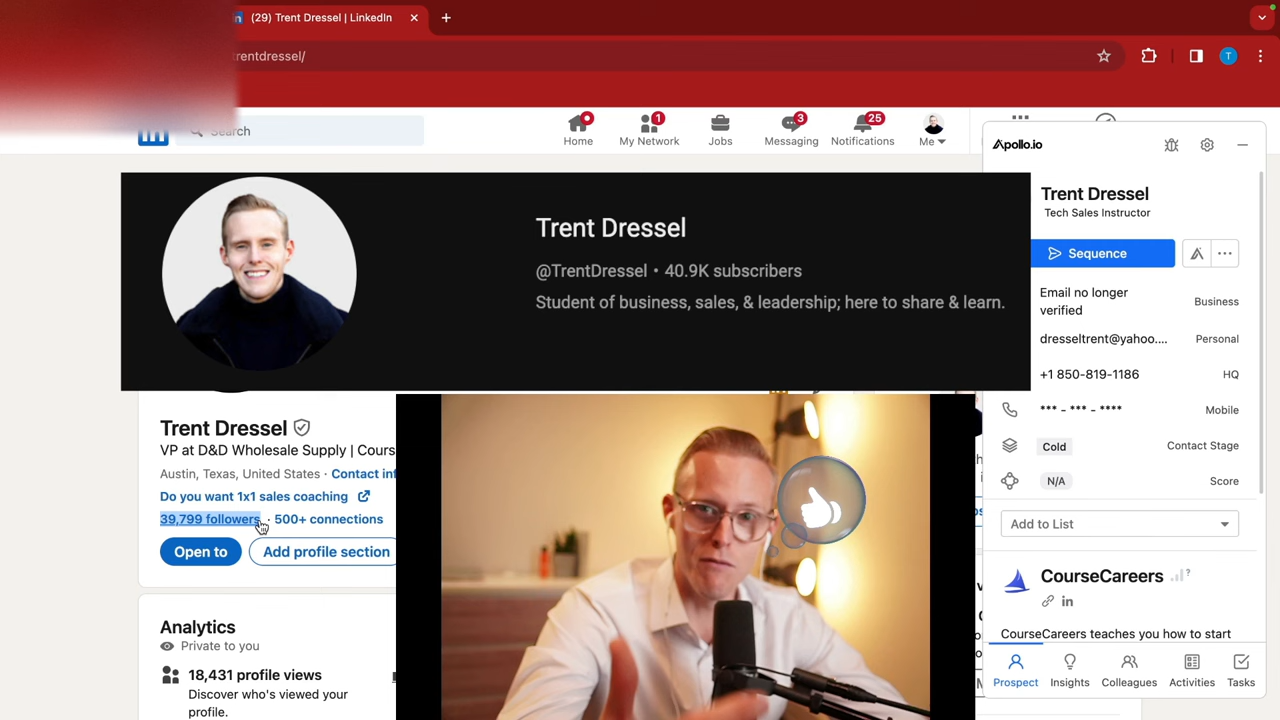 (29) Trent Dressel | LinkedIn
trentdressel/
T
in
Search
1
3
25
Home
My Network
Jobs
Messaging
Notifications
Me
Apollo.io
Trent Dressel
Tech Sales Instructor
Sequence
Email no longer
verified
Business
dresseltrent@yahoo....
Personal
+1 850-819-1186
HQ
*** - *** - ****
Mobile
Cold
Contact Stage
N/A
Score
Add to List
CourseCareers
?
in
CourseCareers teaches you how to start
Prospect
Insights
Colleagues
Activities
Tasks
Trent Dressel
@TrentDressel • 40.9K subscribers
Student of business, sales, & leadership; here to share & learn.
Trent Dressel
VP at D&D Wholesale Supply | Cours
Austin, Texas, United States · Contact inf
Do you want 1x1 sales coaching
39,799 followers · 500+ connections
Open to
Add profile section
Analytics
Private to you
18,431 profile views
Discover who's viewed your
profile.